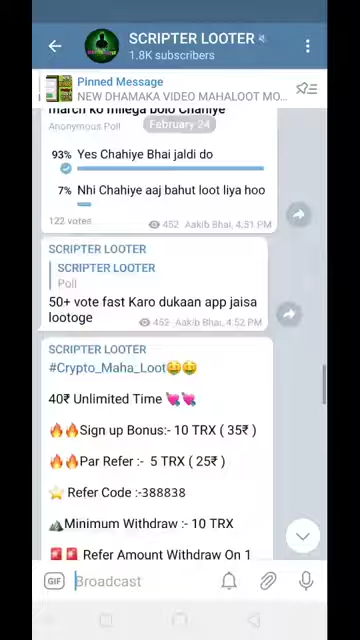 SCRIPTER LOOTER
1.8K subscribers
Pinned Message
NEW DHAMAKA VIDEO MAHALOOT MO...
march ko milega bolo Chahiye
Anonymous Poll
February 24
93% Yes Chahiye Bhai jaldi do
7% Nhi Chahiye aaj bahut loot liya hoo
122 votes
452 Aakib Bhai, 4:31 PM
SCRIPTER LOOTER
SCRIPTER LOOTER
Poll
50+ vote fast Karo dukaan app jaisa
lootoge
452 Aakib Bhai, 4:52 PM
SCRIPTER LOOTER
#Crypto_Maha_Loot🤑🤑
40₹ Unlimited Time 💘💘
🔥🔥Sign up Bonus:- 10 TRX ( 35₹ )
🔥🔥Par Refer :- 5 TRX ( 25₹ )
⭐ Refer Code :-388838
⛰Minimum Withdraw :- 10 TRX
🚨🚨 Refer Amount Withdraw On 1
GIF Broadcast